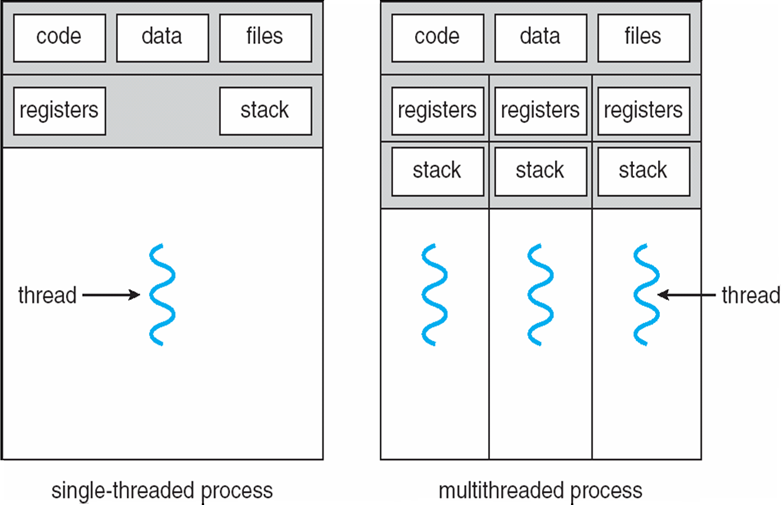 code data files
registers stack
thread
single-threaded process
code data files
registers registers registers
stack stack stack
thread
multithreaded process